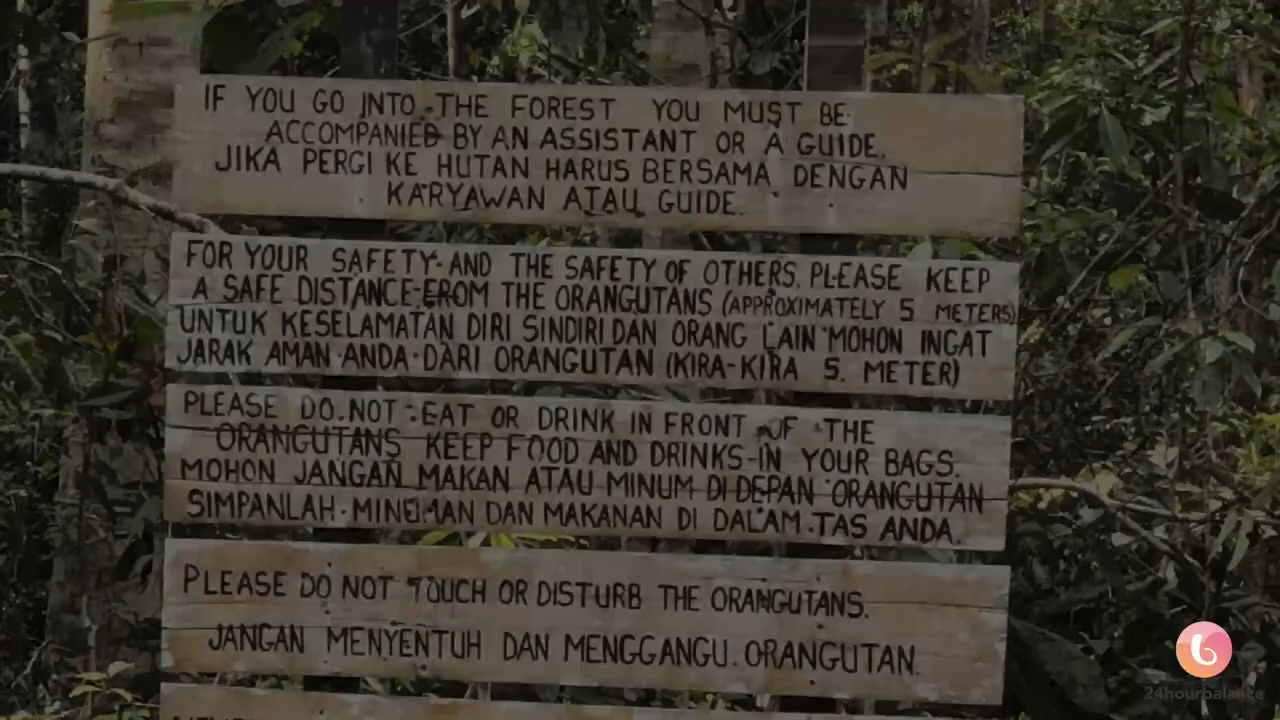 IF YOU GO INTO THE FOREST YOU MUST BE
ACCOMPANIED BY AN ASSISTANT OR A GUIDE.
JIKA PERGI KE HUTAN HARUS BERSAMA DENGAN
KARYAWAN ATAU GUIDE.
FOR YOUR SAFETY AND THE SAFETY OF OTHERS, PLEASE KEEP
A SAFE DISTANCE FROM THE ORANGUTANS (APPROXIMATELY 5 METERS)
UNTUK KESELAMATAN DIRI SINDIRI DAN ORANG LAIN MOHON INGAT
JARAK AMAN ANDA DARI ORANGUTAN (KIRA-KIRA 5. METER)
PLEASE DO NOT EAT OR DRINK IN FRONT OF THE
ORANGUTANS KEEP FOOD AND DRINKS IN YOUR BAGS.
MOHON JANGAN MAKAN ATAU MINUM DI DEPAN ORANGUTAN
SIMPANLAH MINUMAN DAN MAKANAN DI DALAM TAS ANDA.
PLEASE DO NOT TOUCH OR DISTURB THE ORANGUTANS.
JANGAN MENYENTUH DAN MENGGANGU ORANGUTAN.
24hourbalance